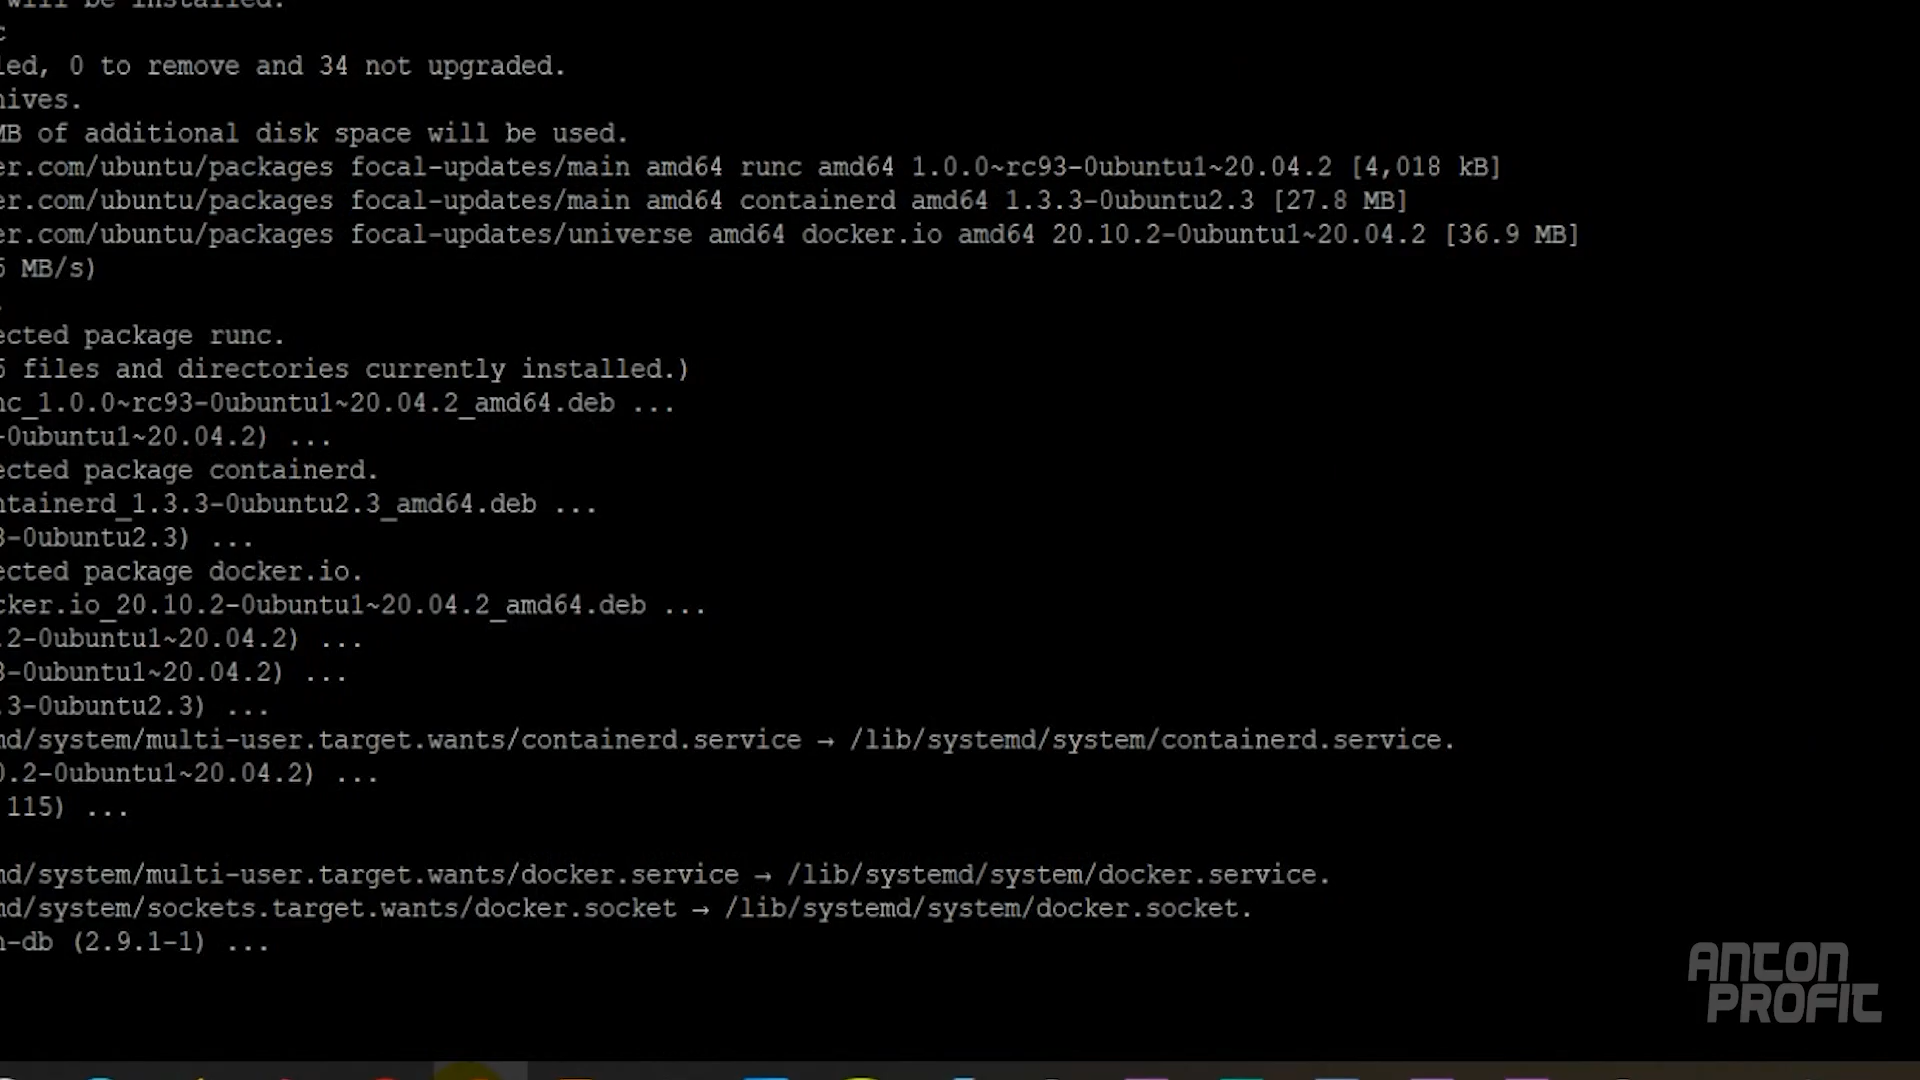 will be installed.
c
led, 0 to remove and 34 not upgraded.
hives.
MB of additional disk space will be used.
er.com/ubuntu/packages focal-updates/main amd64 runc amd64 1.0.0~rc93-0ubuntu1~20.04.2 [4,018 kB]
er.com/ubuntu/packages focal-updates/main amd64 containerd amd64 1.3.3-0ubuntu2.3 [27.8 MB]
er.com/ubuntu/packages focal-updates/universe amd64 docker.io amd64 20.10.2-0ubuntu1~20.04.2 [36.9 MB]
5 MB/s)
.
ected package runc.
5 files and directories currently installed.)
nc_1.0.0~rc93-0ubuntu1~20.04.2_amd64.deb ...
-0ubuntu1~20.04.2) ...
ected package containerd.
ntainerd_1.3.3-0ubuntu2.3_amd64.deb ...
3-0ubuntu2.3) ...
ected package docker.io.
cker.io_20.10.2-0ubuntu1~20.04.2_amd64.deb ...
.2-0ubuntu1~20.04.2) ...
3-0ubuntu1~20.04.2) ...
.3-0ubuntu2.3) ...
md/system/multi-user.target.wants/containerd.service → /lib/systemd/system/containerd.service.
0.2-0ubuntu1~20.04.2) ...
115) ...
md/system/multi-user.target.wants/docker.service → /lib/systemd/system/docker.service.
md/system/sockets.target.wants/docker.socket → /lib/systemd/system/docker.socket.
n-db (2.9.1-1) ...
ANTON
PROFIT